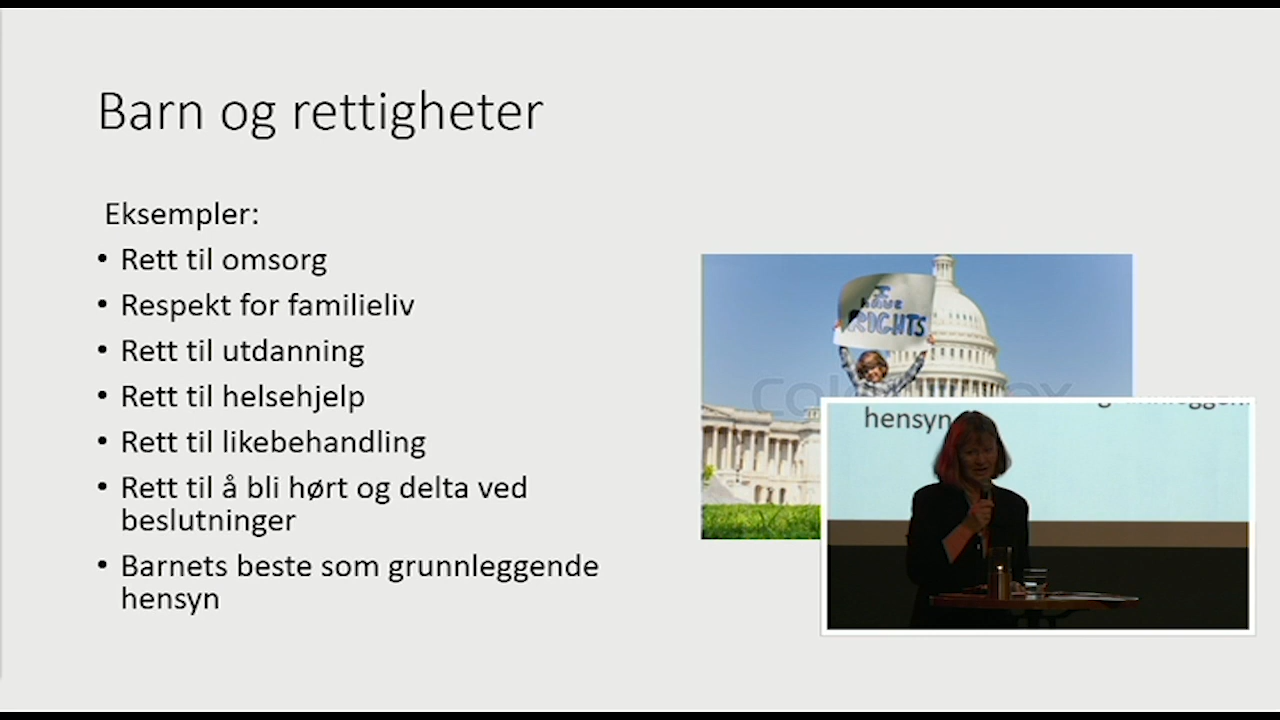 Barn og rettigheter
Eksempler:
• Rett til omsorg
• Respekt for familieliv
• Rett til utdanning
• Rett til helsehjelp
• Rett til likebehandling
• Rett til å bli hørt og delta ved
beslutninger
• Barnets beste som grunnleggende
hensyn
I
HAVE
RIGHTS
hensyn